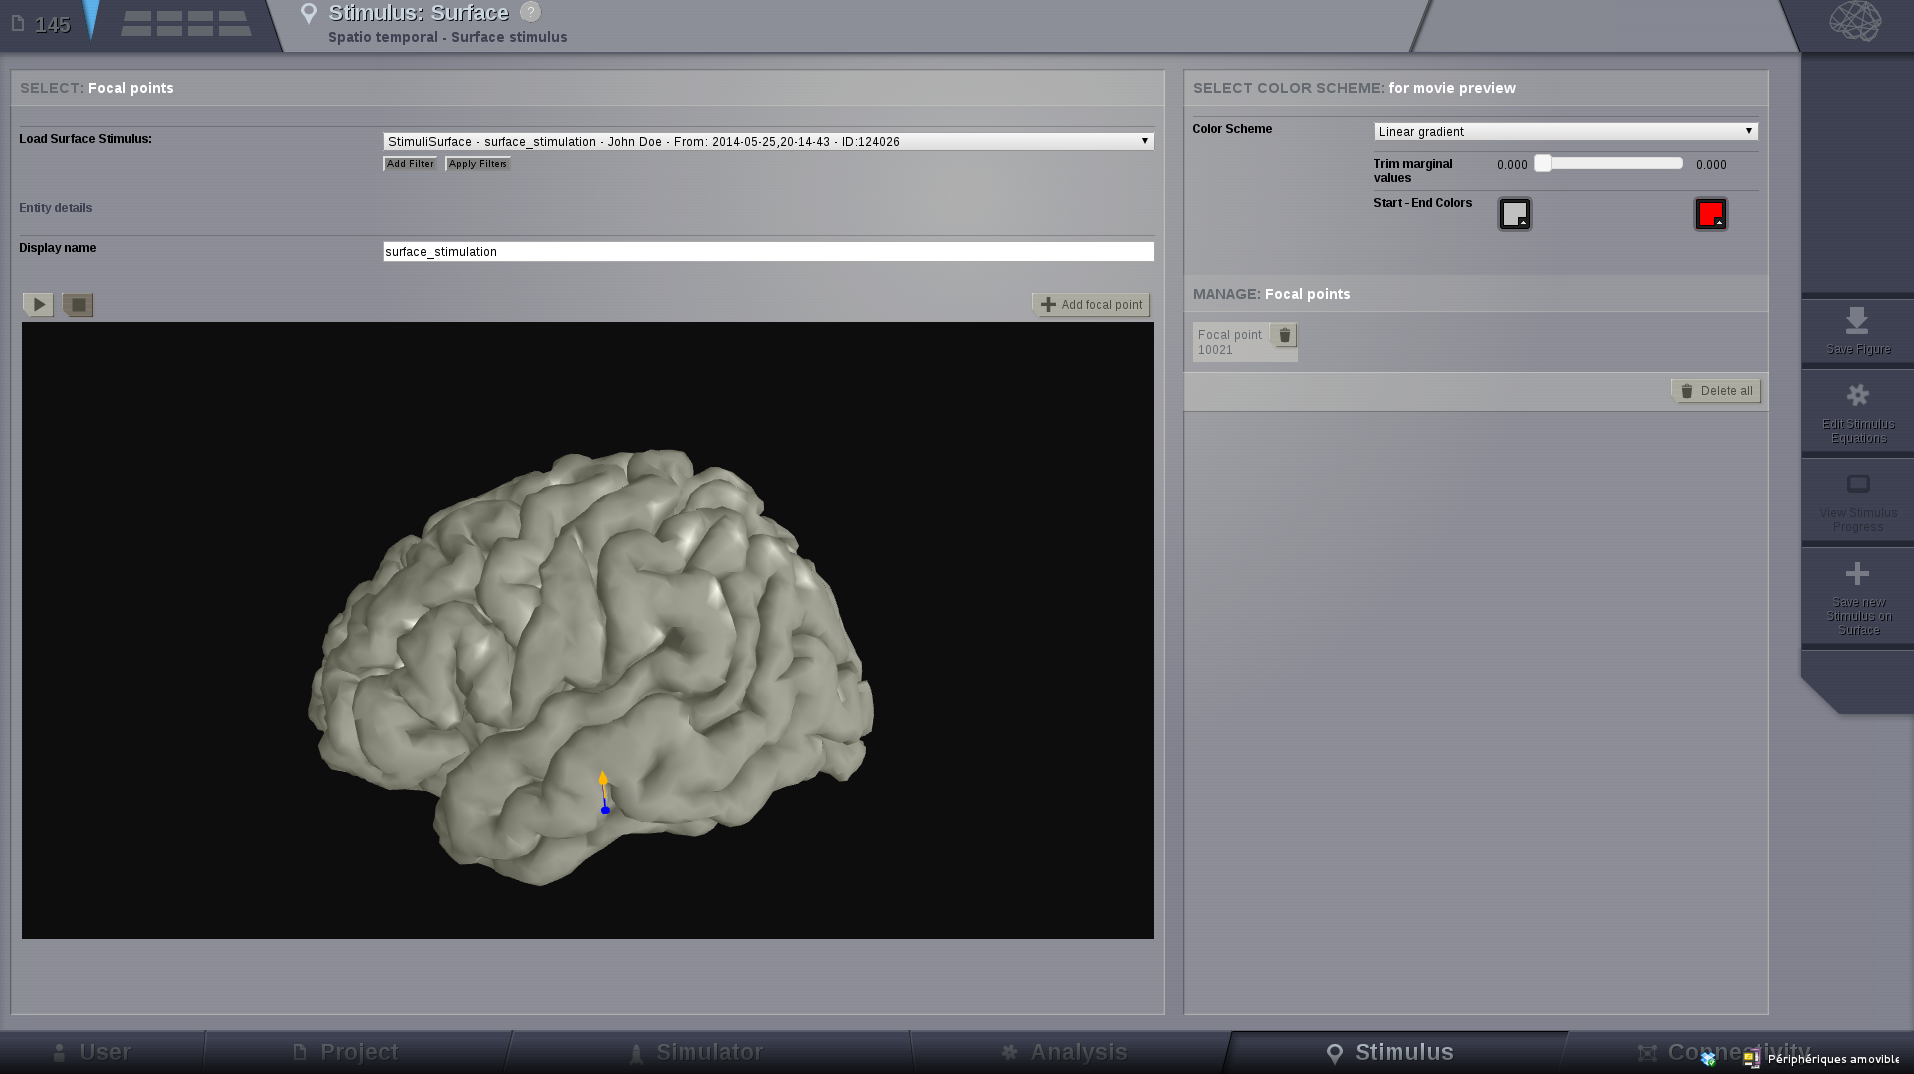 145
Stimulus: Surface ?
Spatio temporal - Surface stimulus
SELECT: Focal points
Load Surface Stimulus:
StimuliSurface - surface_stimulation - John Doe - From: 2014-05-25,20-14-43 - ID:124026
Add Filter Apply Filters
Entity details
Display name
surface_stimulation
Add focal point
SELECT COLOR SCHEME: for movie preview
Color Scheme
Linear gradient
Trim marginal
values
0.000
0.000
Start - End Colors
MANAGE: Focal points
Focal point
10021
Delete all
Save Figure
Edit Stimulus
Equations
View Stimulus
Progress
Save new
Stimulus on
Surface
User
Project
Simulator
Analysis
Stimulus
Connectivity
Périphériques amovible